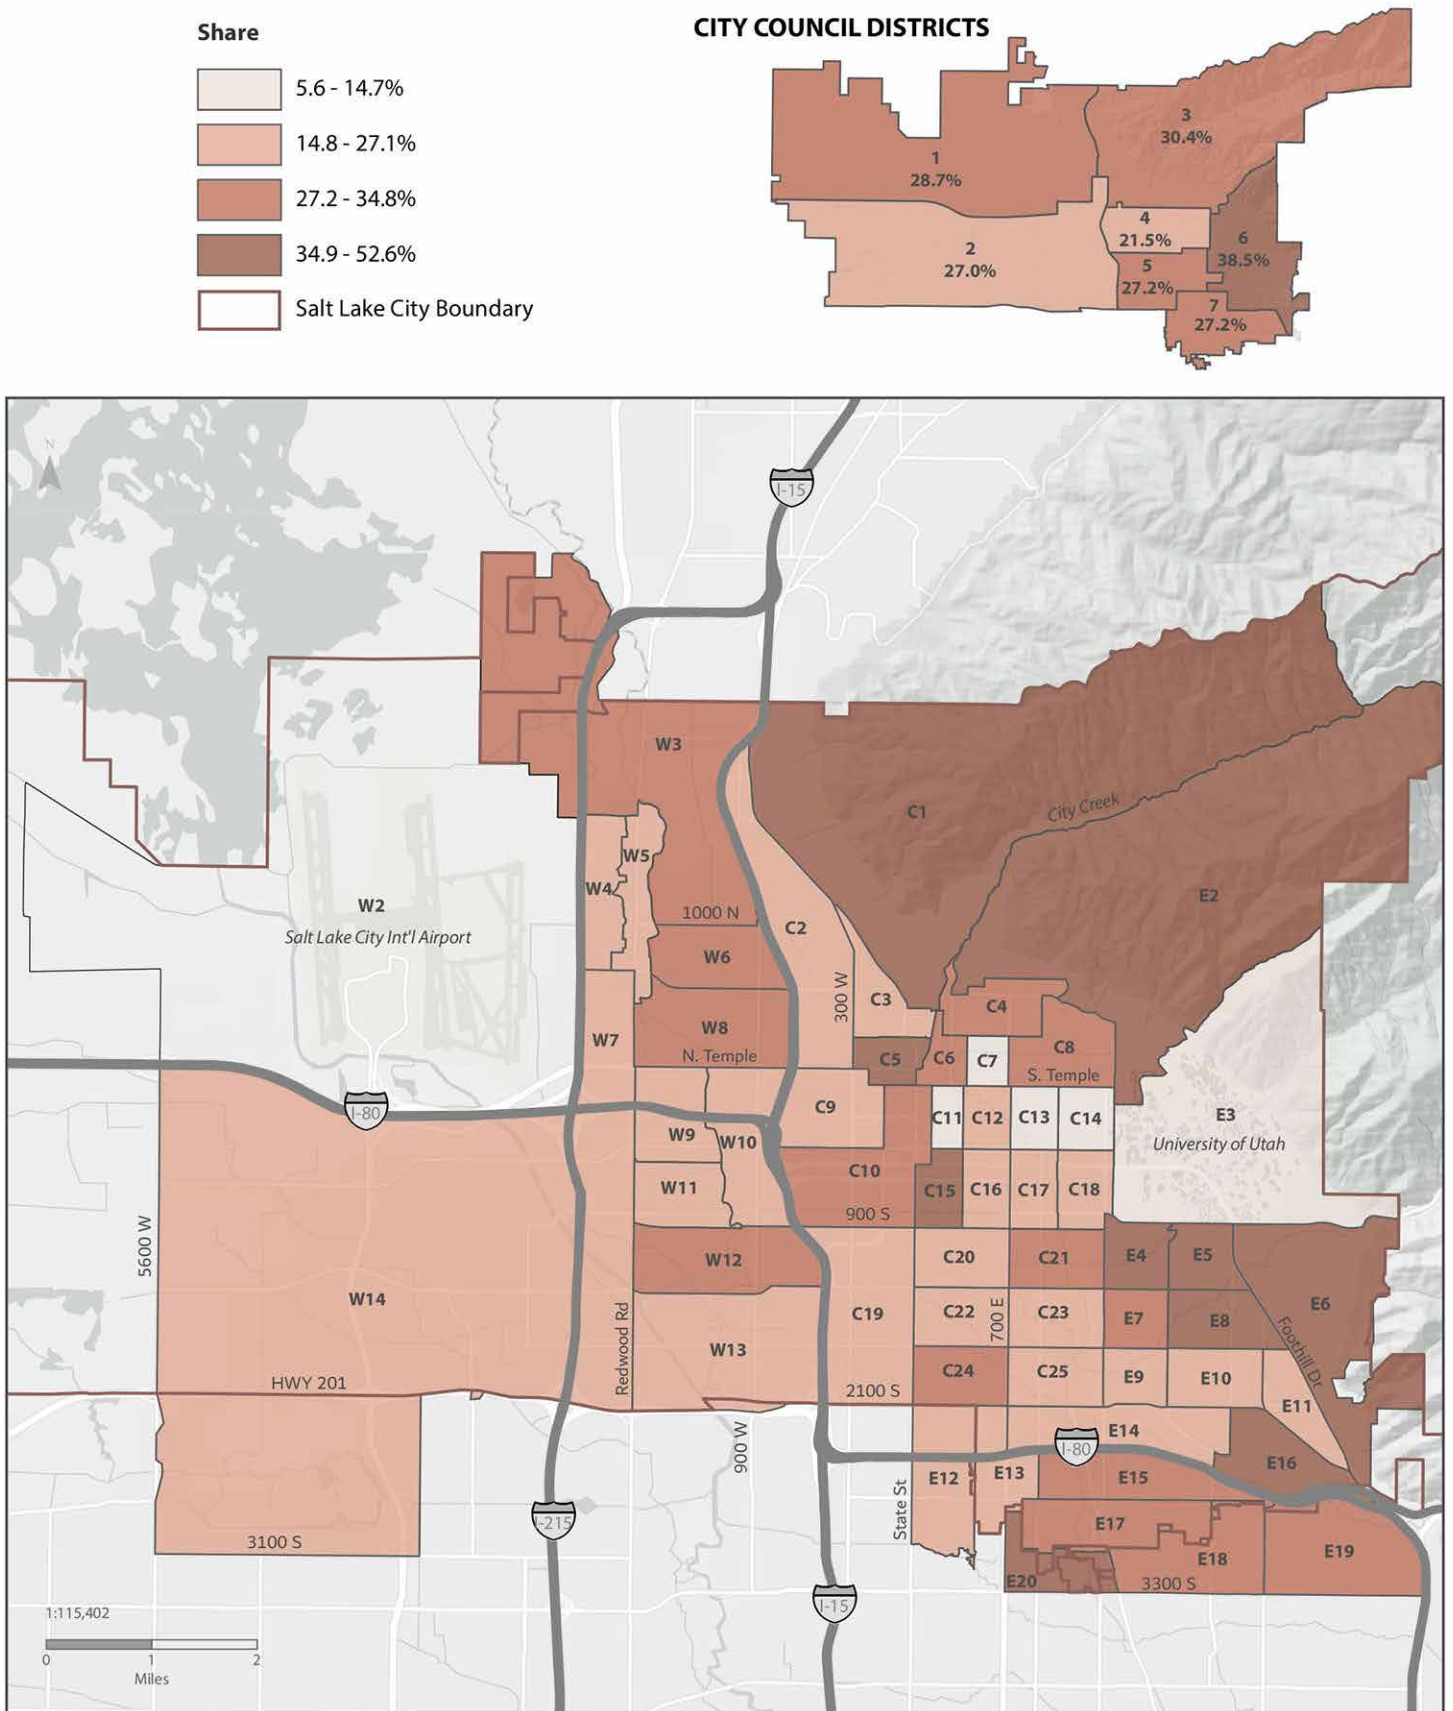 Share
5.6 - 14.7%
14.8 - 27.1%
27.2 - 34.8%
34.9 - 52.6%
Salt Lake City Boundary
CITY COUNCIL DISTRICTS
3
30.4%
1
28.7%
4
21.5%
6
38.5%
2
27.0%
5
27.2%
7
27.2%
N
I-15
W3
C1
City Creek
W5
W4
E2
W2
Salt Lake City Int'l Airport
1000 N
C2
W6
300 W
C3
C4
W8
W7
N. Temple
C5
C6
C7
C8
S. Temple
I-80
C9
C11
C12
C13
C14
E3
University of Utah
W9
W10
C10
W11
C15
C16
C17
C18
900 S
5600 W
W12
C20
C21
E4
E5
W14
C19
C22
700 E
C23
E7
E8
E6
Foothill Dr
Redwood Rd
W13
HWY 201
2100 S
C24
C25
E9
E10
E11
900 W
E14
I-80
State St
E12
E13
E15
E16
I-215
3100 S
E17
E18
E19
E20
3300 S
I-15
1:115,402
0 1 2
Miles